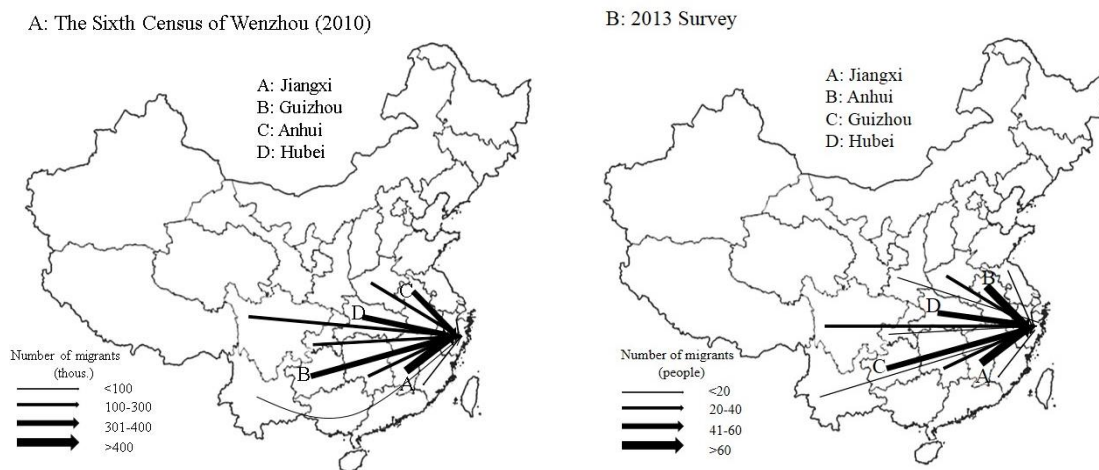 A: The Sixth Census of Wenzhou (2010)
A: Jiangxi
B: Guizhou
C: Anhui
D: Hubei
C
D
B
A
Number of migrants
(thous.)
<100
100-300
301-400
>400
B: 2013 Survey
A: Jiangxi
B: Anhui
C: Guizhou
D: Hubei
B
D
C
A
Number of migrants
(people)
<20
20-40
41-60
>60